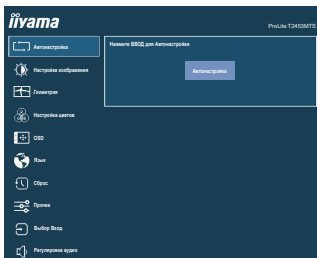 iiyama
ProLite T2453MTS
Автонастройка
Нажмите ВВОД для Автонастройки
Автонастройка
Настройка изображения
Геометрия
Настройка цветов
OSD
Язык
Сброс
Прочее
Выбор Вход
Регулировка аудио